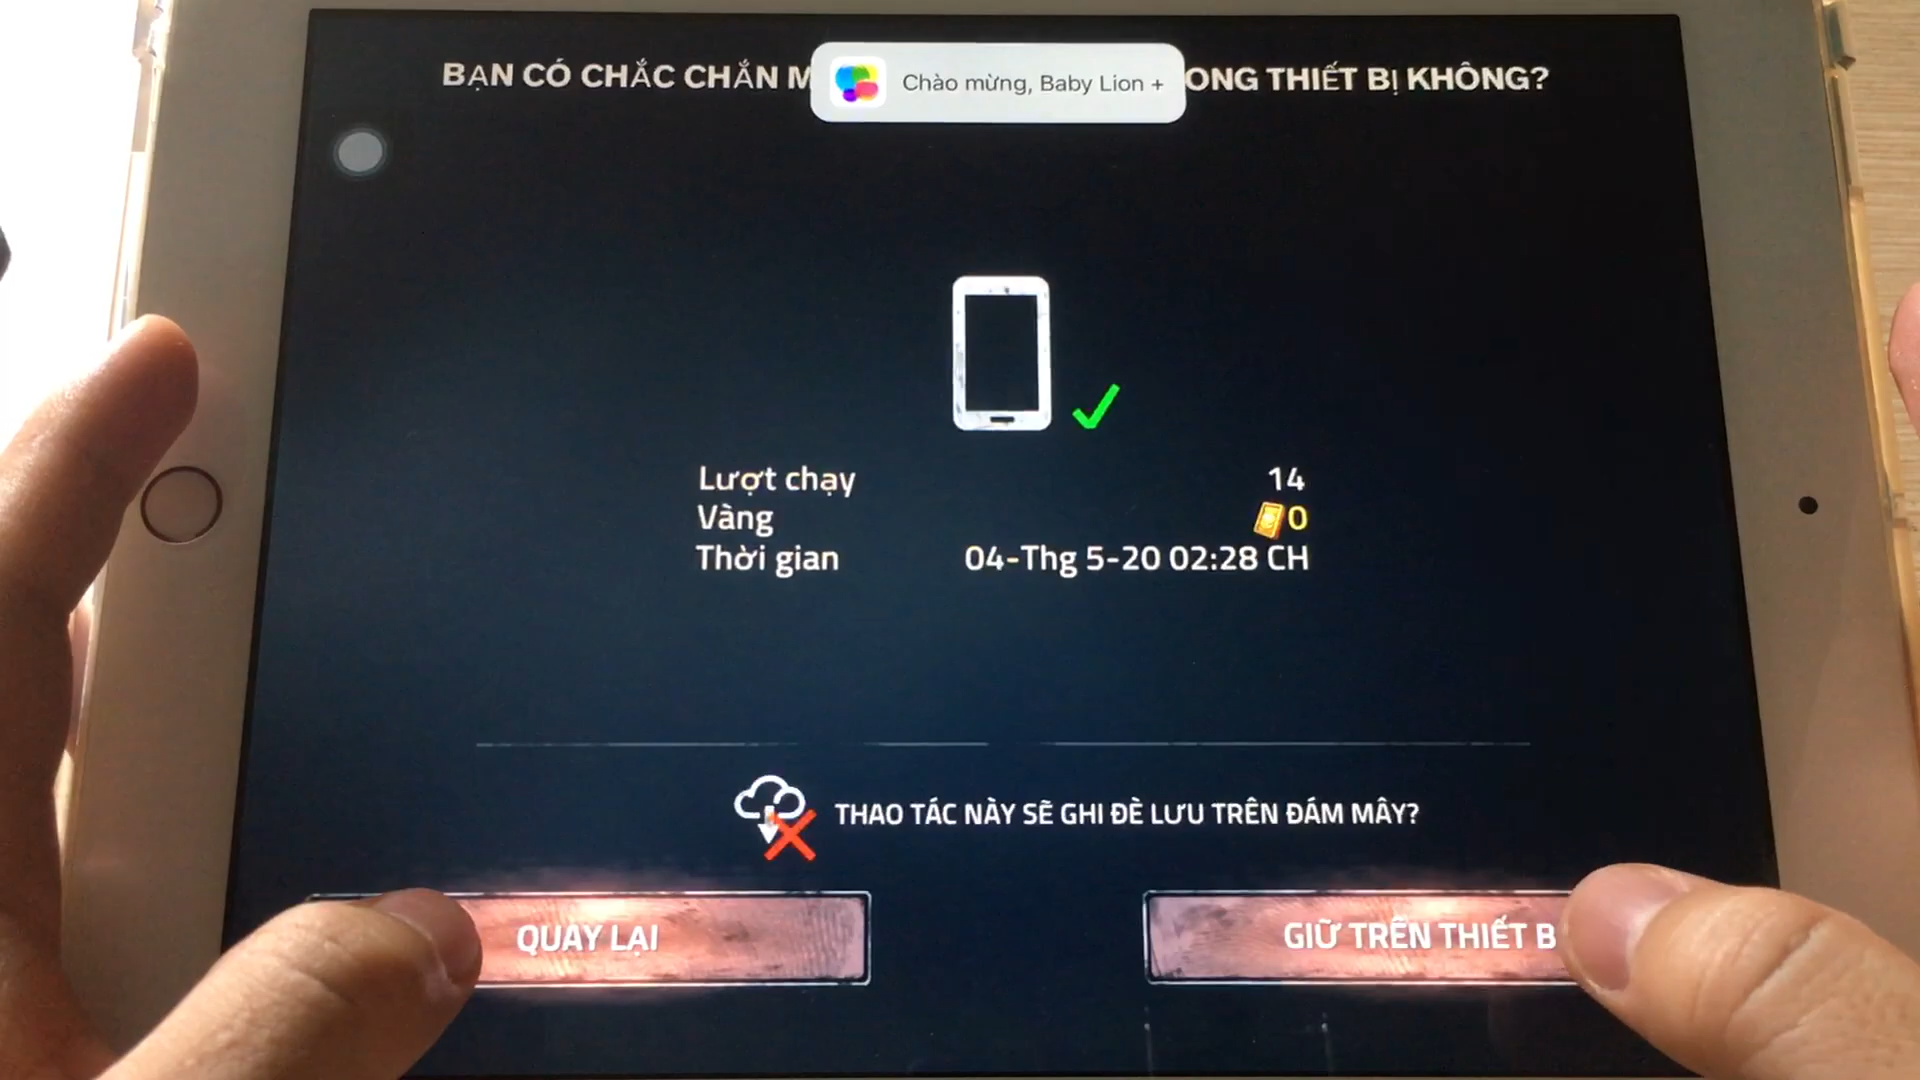 BẠN CÓ CHẮC CHẮN ONG THIẾT BỊ KHÔNG?
Chào mừng, Baby Lion +
Lượt chạy 14
Vàng 0
Thời gian 04-Thg 5-20 02:28 CH
THAO TÁC NÀY SẼ GHI ĐÈ LƯU TRÊN ĐÁM MÂY?
QUAY LẠI
GIỮ TRÊN THIẾT B